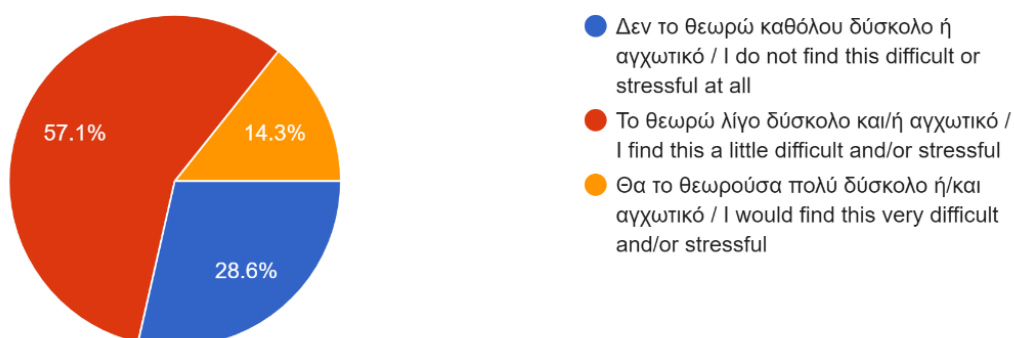 57.1%
14.3%
28.6%
Δεν το θεωρώ καθόλου δύσκολο ή
αγχωτικό / I do not find this difficult or
stressful at all
Το θεωρώ λίγο δύσκολο και/ή αγχωτικό /
I find this a little difficult and/or stressful
Θα το θεωρούσα πολύ δύσκολο ή/και
αγχωτικό / I would find this very difficult
and/or stressful